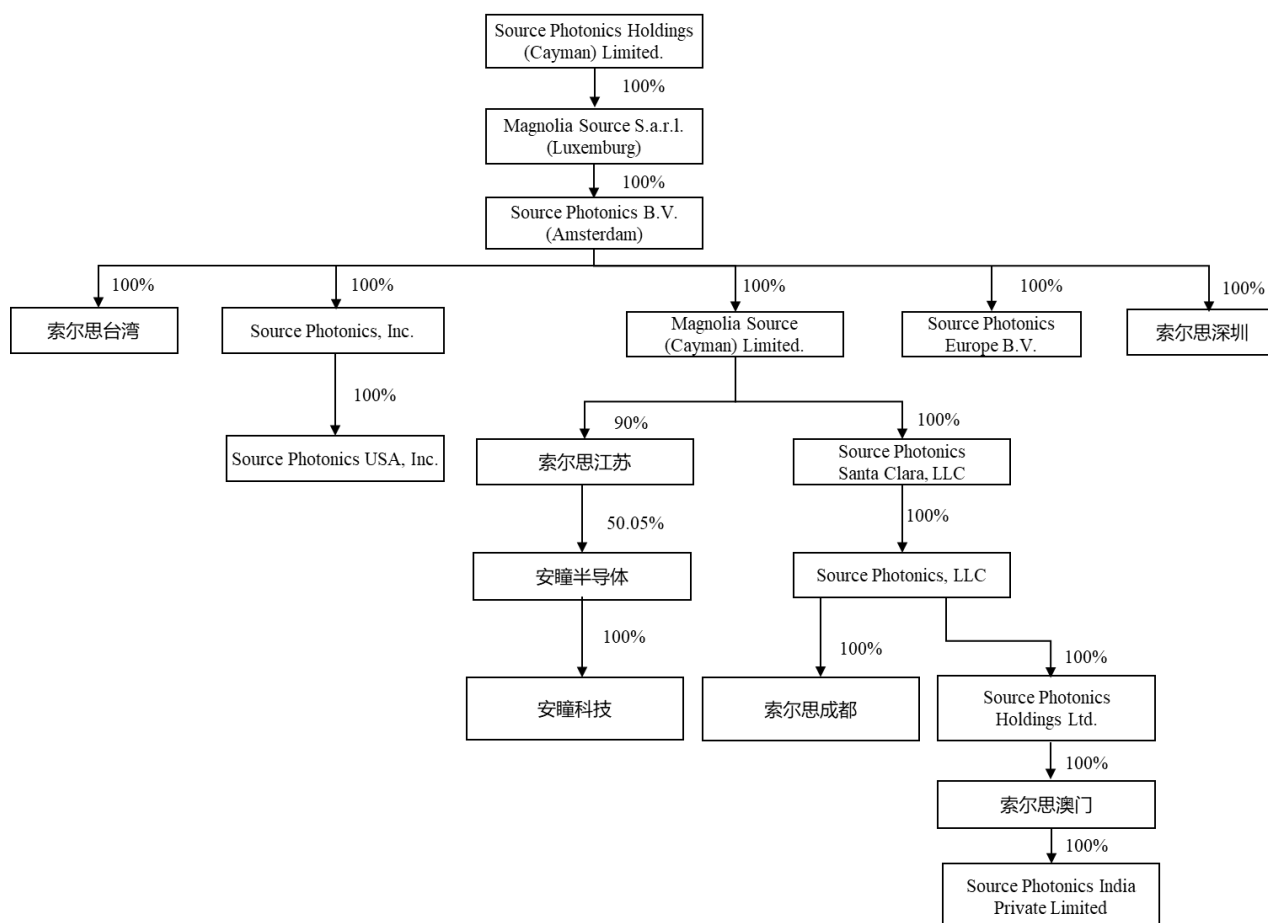 Source Photonics Holdings
(Cayman) Limited.
100%
Magnolia Source S.a.r.l.
(Luxemburg)
100%
Source Photonics B.V.
(Amsterdam)
100%
100%
100%
100%
100%
索尔思台湾
Source Photonics, Inc.
Magnolia Source
(Cayman) Limited.
Source Photonics
Europe B.V.
索尔思深圳
100%
90%
100%
Source Photonics USA, Inc.
索尔思江苏
Source Photonics
Santa Clara, LLC
50.05%
100%
安瞳半导体
Source Photonics, LLC
100%
100%
100%
安瞳科技
索尔思成都
Source Photonics
Holdings Ltd.
100%
索尔思澳门
100%
Source Photonics India
Private Limited